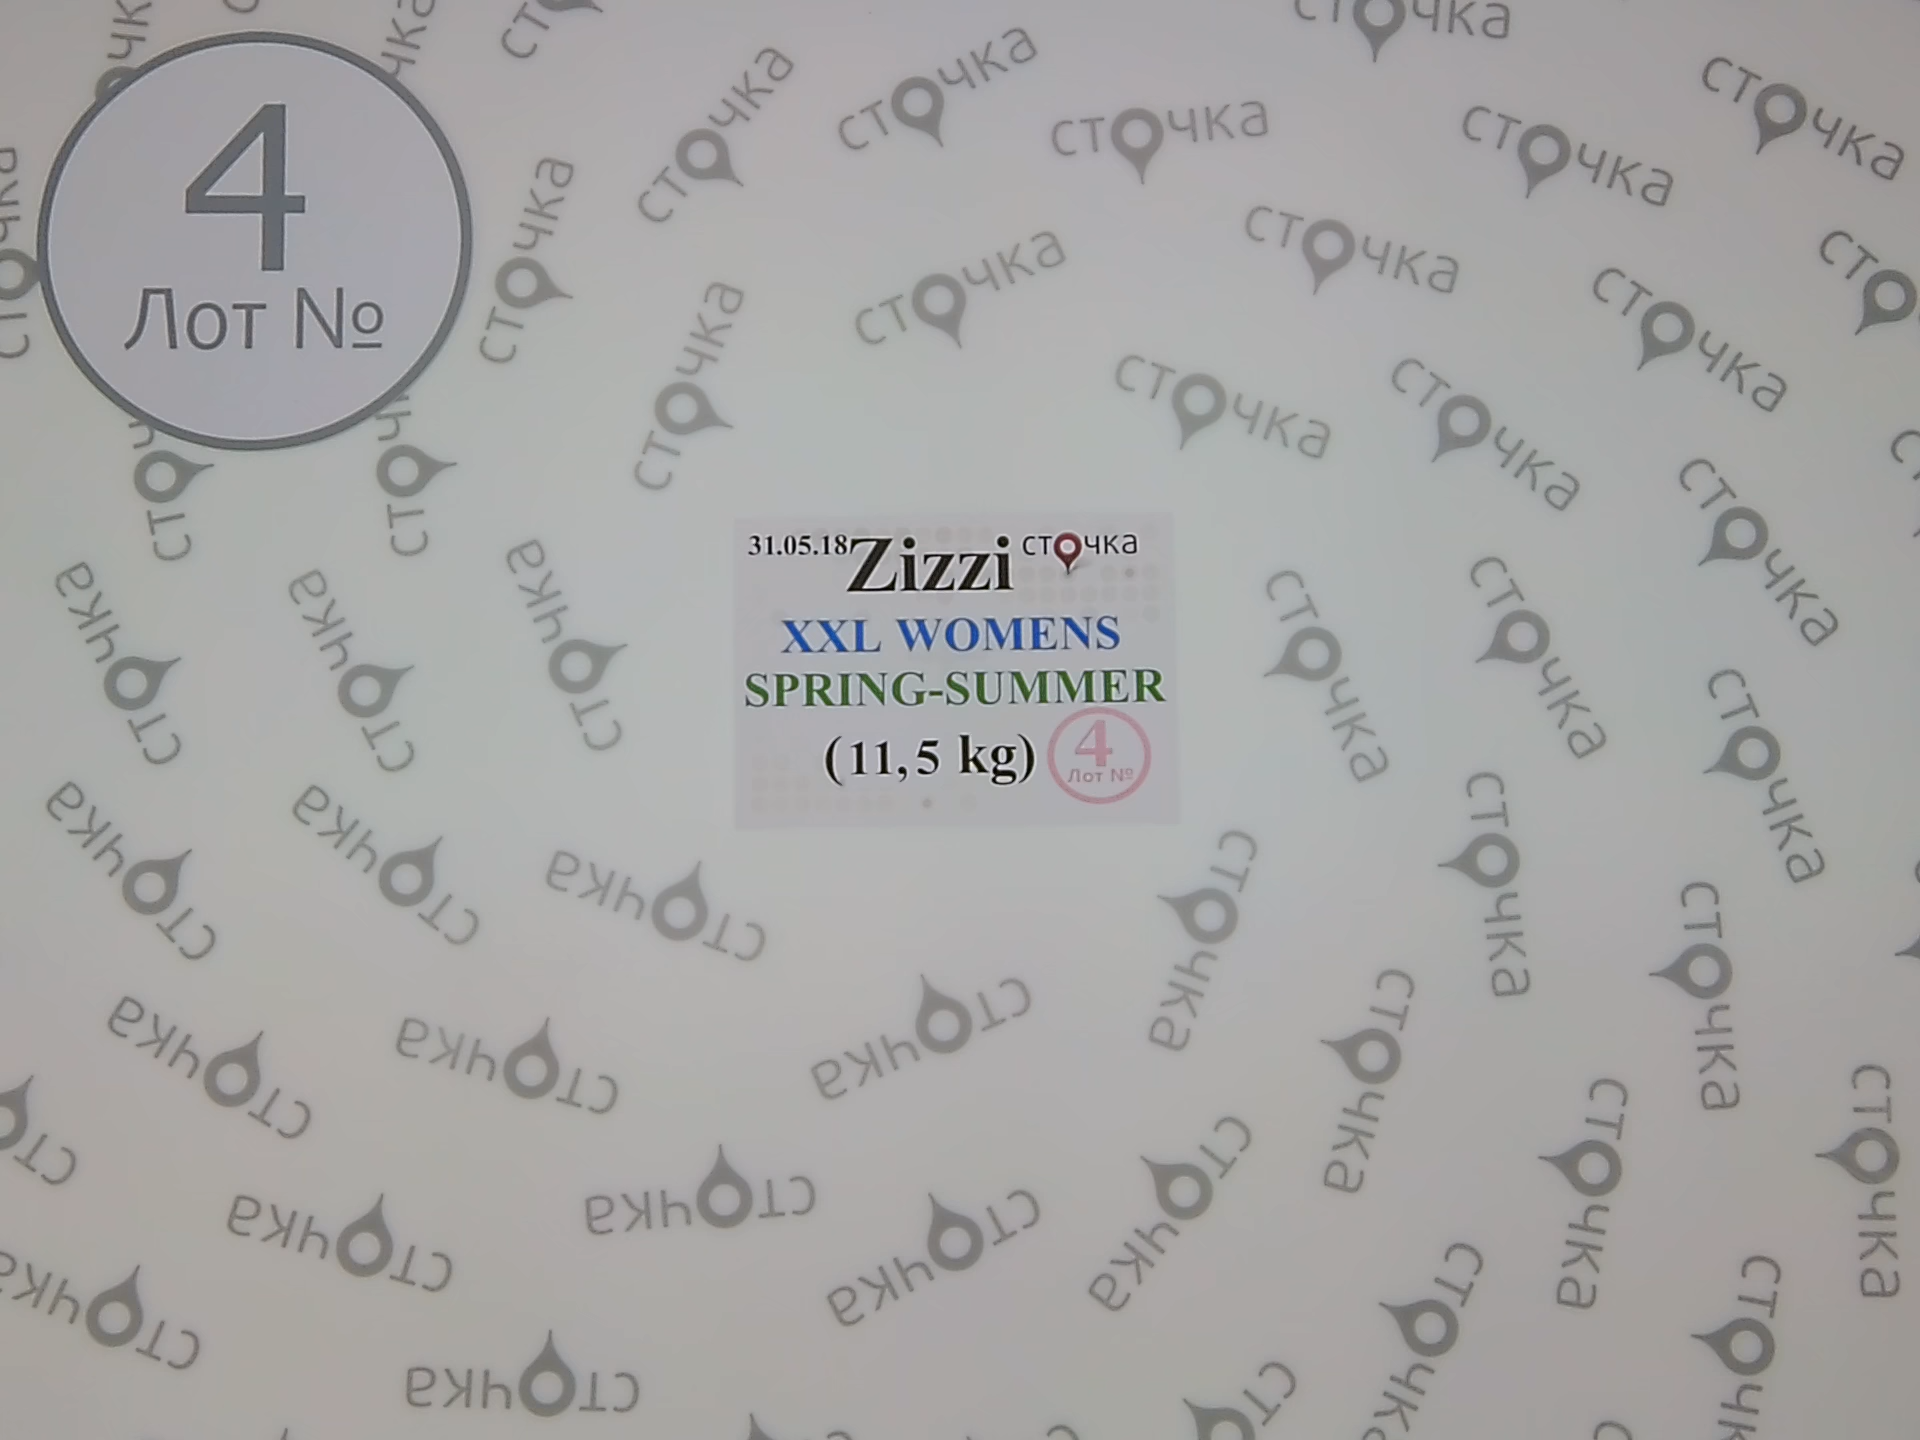 4
Лот №
31.05.18 Zizzi сточка
XXL WOMENS
SPRING-SUMMER
(11,5 kg)
4
Лот №
сточка